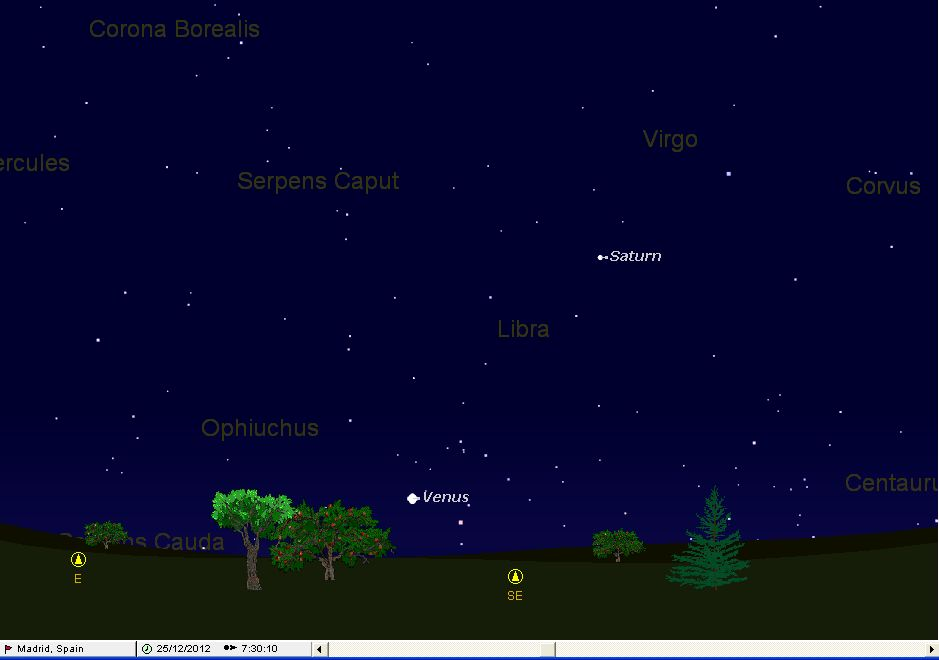 Corona Borealis
Virgo
ercules
Serpens Caput
Corvus
Saturn
Libra
Ophiuchus
Centauru
Venus
ns Cauda
E
SE
Madrid, Spain
25/12/2012
7:30:10